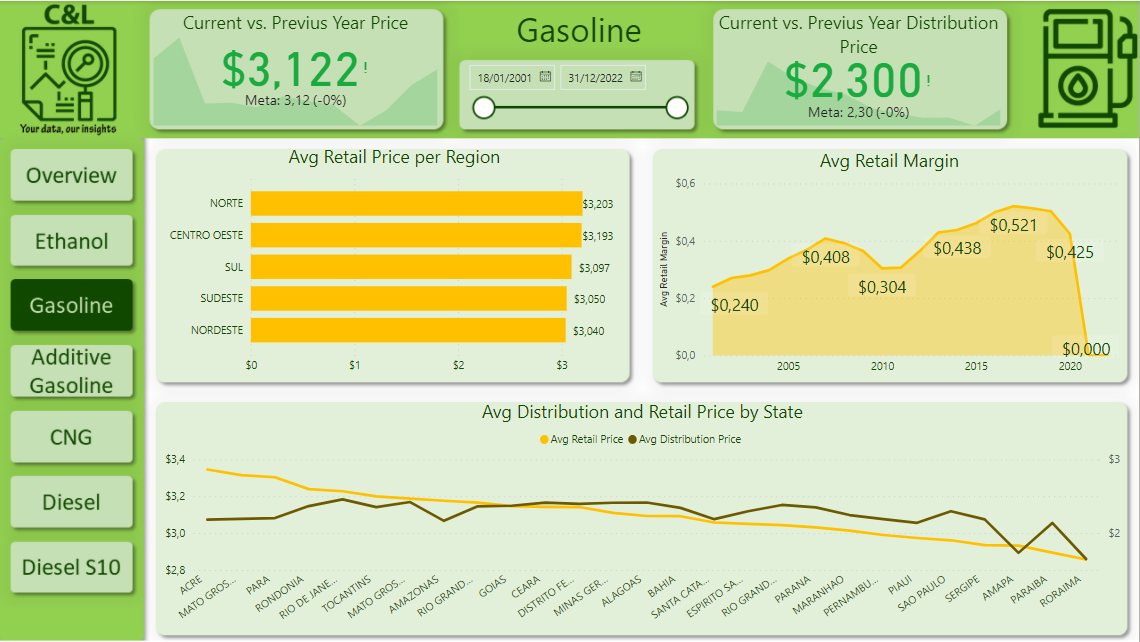 C&L
Your data, our insights
Current vs. Previus Year Price
$3,122!
Meta: 3,12 (-0%)
Gasoline
18/01/2001
31/12/2022
Current vs. Previus Year Distribution
Price
$2,300!
Meta: 2,30 (-0%)
Overview
Ethanol
Gasoline
Additive
Gasoline
CNG
Diesel
Diesel S10
Avg Retail Price per Region
NORTE
$3,203
CENTRO OESTE
$3,193
SUL
$3,097
SUDESTE
$3,050
NORDESTE
$3,040
$0
$1
$2
$3
Avg Retail Margin
Avg Retail Margin
$0,6
$0,4
$0,2
$0,0
$0,240
$0,408
$0,304
$0,438
$0,521
$0,425
$0,000
2005
2010
2015
2020
Avg Distribution and Retail Price by State
Avg Retail Price
Avg Distribution Price
$3,4
$3,2
$3,0
$2,8
$3
$2
ACRE
MATO GROS...
PARA
RONDONIA
RIO DE JANE...
TOCANTINS
MATO GROS...
AMAZONAS
RIO GRAND...
GOIAS
CEARA
DISTRITO FE...
MINAS GER...
ALAGOAS
BAHIA
SANTA CATA...
ESPIRITO SA...
RIO GRAND...
PARANA
MARANHAO
PERNAMBU...
PIAUI
SAO PAULO
SERGIPE
AMAPA
PARAIBA
RORAIMA